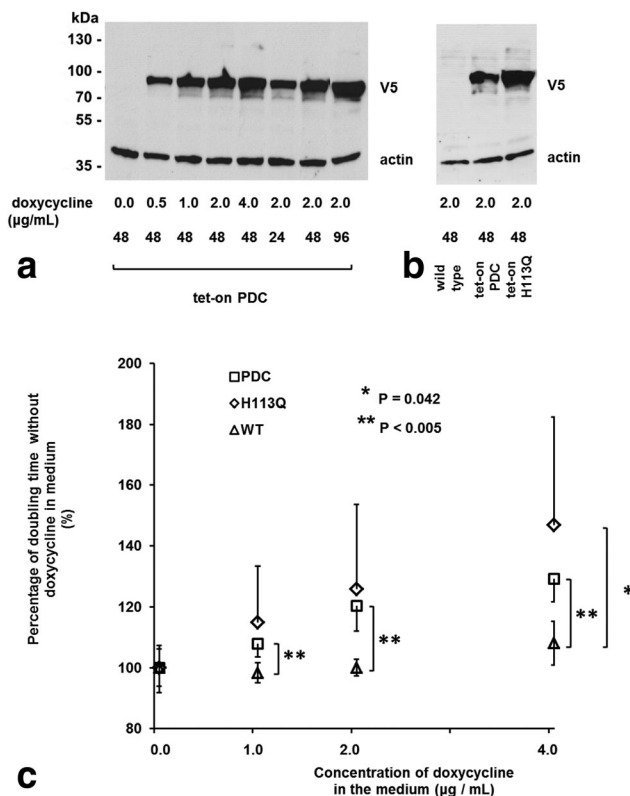 kDa
130 -
100 -
70 -
55 -
35 -
V5
actin
doxycycline 0.0 0.5 1.0 2.0 4.0 2.0 2.0 2.0
(µg/mL)
48 48 48 48 48 24 48 96
a
tet-on PDC
V5
actin
2.0 2.0 2.0
48 48 48
b
wild type
tet-on PDC
tet-on H113Q
200
180
160
140
120
100
80
Percentage of doubling time without
doxycycline in medium
(%)
PDC
H113Q
WT
* P = 0.042
** P < 0.005
**
**
**
*
0.0 1.0 2.0 4.0
Concentration of doxycycline
in the medium (µg / mL)
c